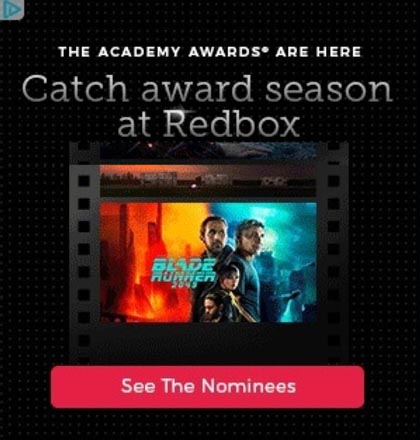 THE ACADEMY AWARDS® ARE HERE
Catch award season
at Redbox
BLADE
RUNNER
2049
See The Nominees